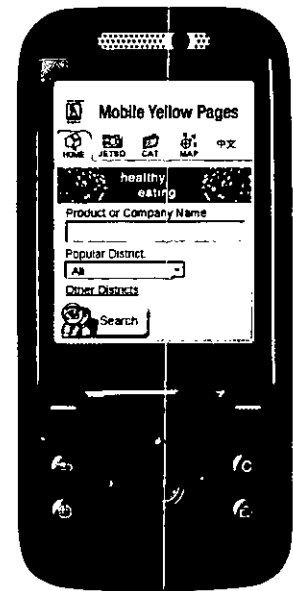 Mobile Yellow Pages
HOME JETSO CAT MAP 中文
healthy
eating
Product or Company Name
Popular District.
All
Other Districts
Search
C